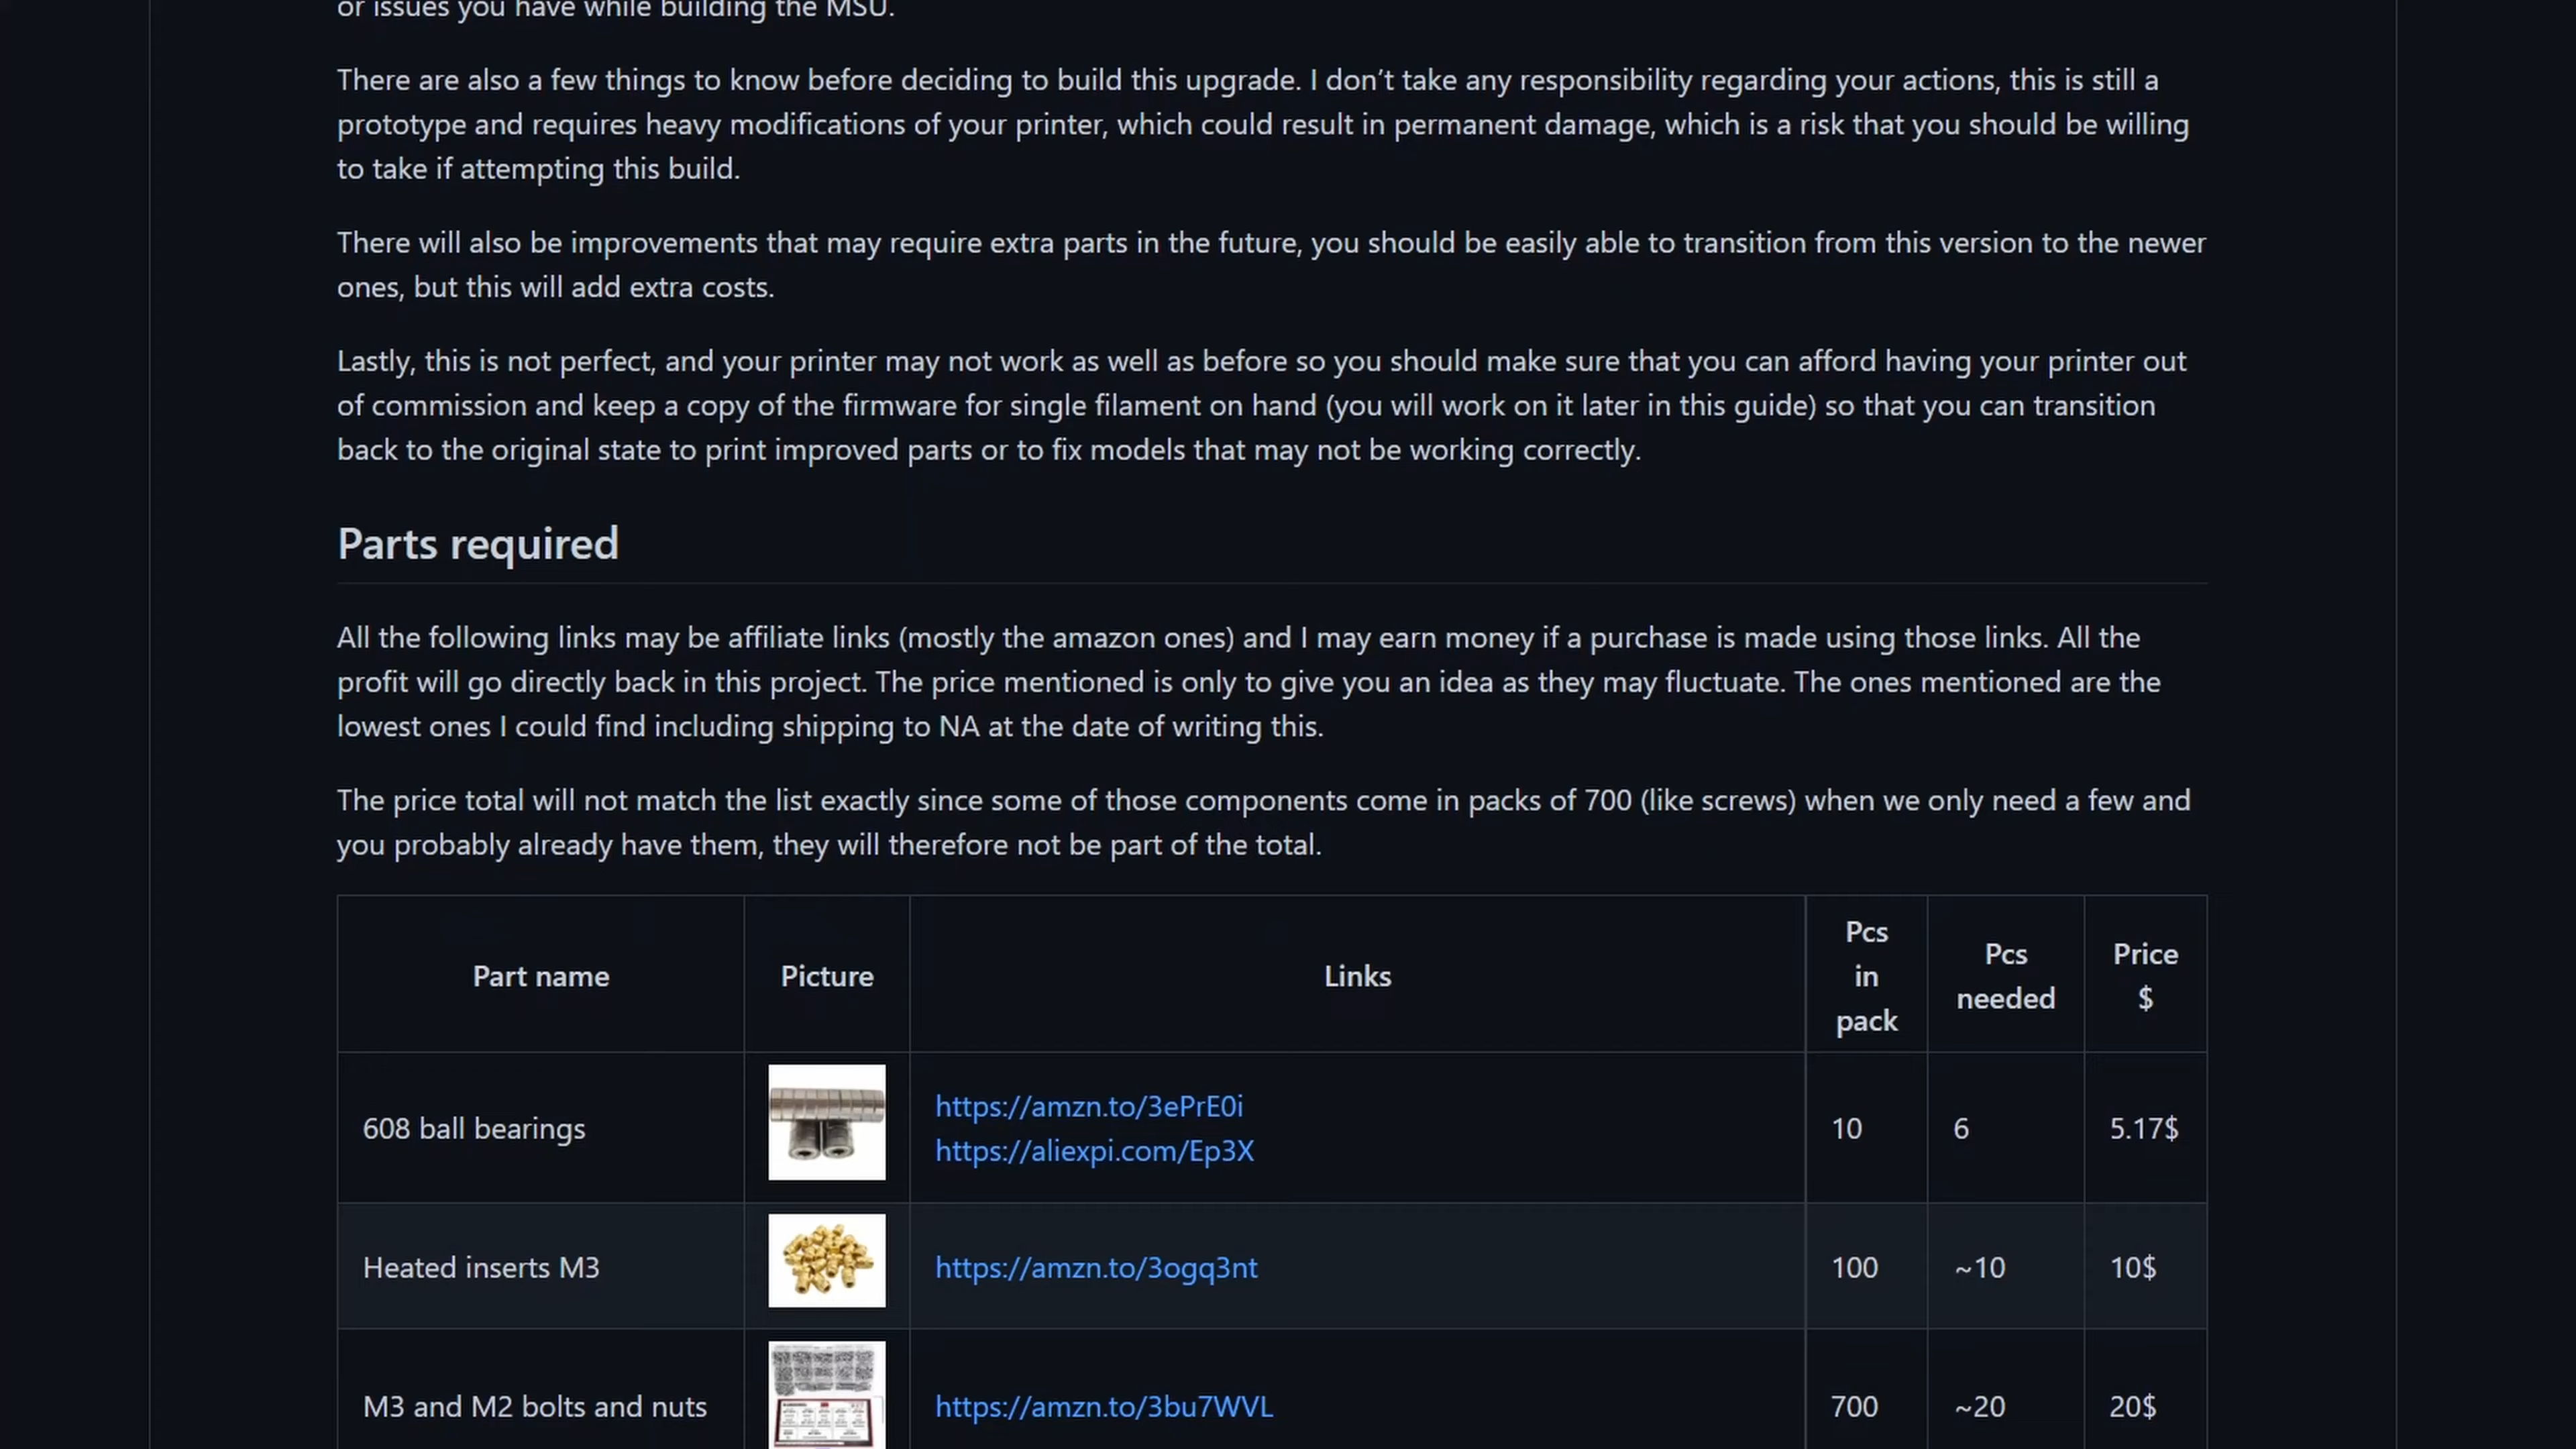 or issues you have while building the MSU.
There are also a few things to know before deciding to build this upgrade. I don’t take any responsibility regarding your actions, this is still a
prototype and requires heavy modifications of your printer, which could result in permanent damage, which is a risk that you should be willing
to take if attempting this build.
There will also be improvements that may require extra parts in the future, you should be easily able to transition from this version to the newer
ones, but this will add extra costs.
Lastly, this is not perfect, and your printer may not work as well as before so you should make sure that you can afford having your printer out
of commission and keep a copy of the firmware for single filament on hand (you will work on it later in this guide) so that you can transition
back to the original state to print improved parts or to fix models that may not be working correctly.
Parts required
All the following links may be affiliate links (mostly the amazon ones) and I may earn money if a purchase is made using those links. All the
profit will go directly back in this project. The price mentioned is only to give you an idea as they may fluctuate. The ones mentioned are the
lowest ones I could find including shipping to NA at the date of writing this.
The price total will not match the list exactly since some of those components come in packs of 700 (like screws) when we only need a few and
you probably already have them, they will therefore not be part of the total.
Part name
Picture
Links
Pcs
in
pack
Pcs
needed
Price
$
608 ball bearings
https://amzn.to/3ePrE0i
https://aliexpi.com/Ep3X
10
6
5.17$
Heated inserts M3
https://amzn.to/3ogq3nt
100
~10
10$
M3 and M2 bolts and nuts
https://amzn.to/3bu7WVL
700
~20
20$